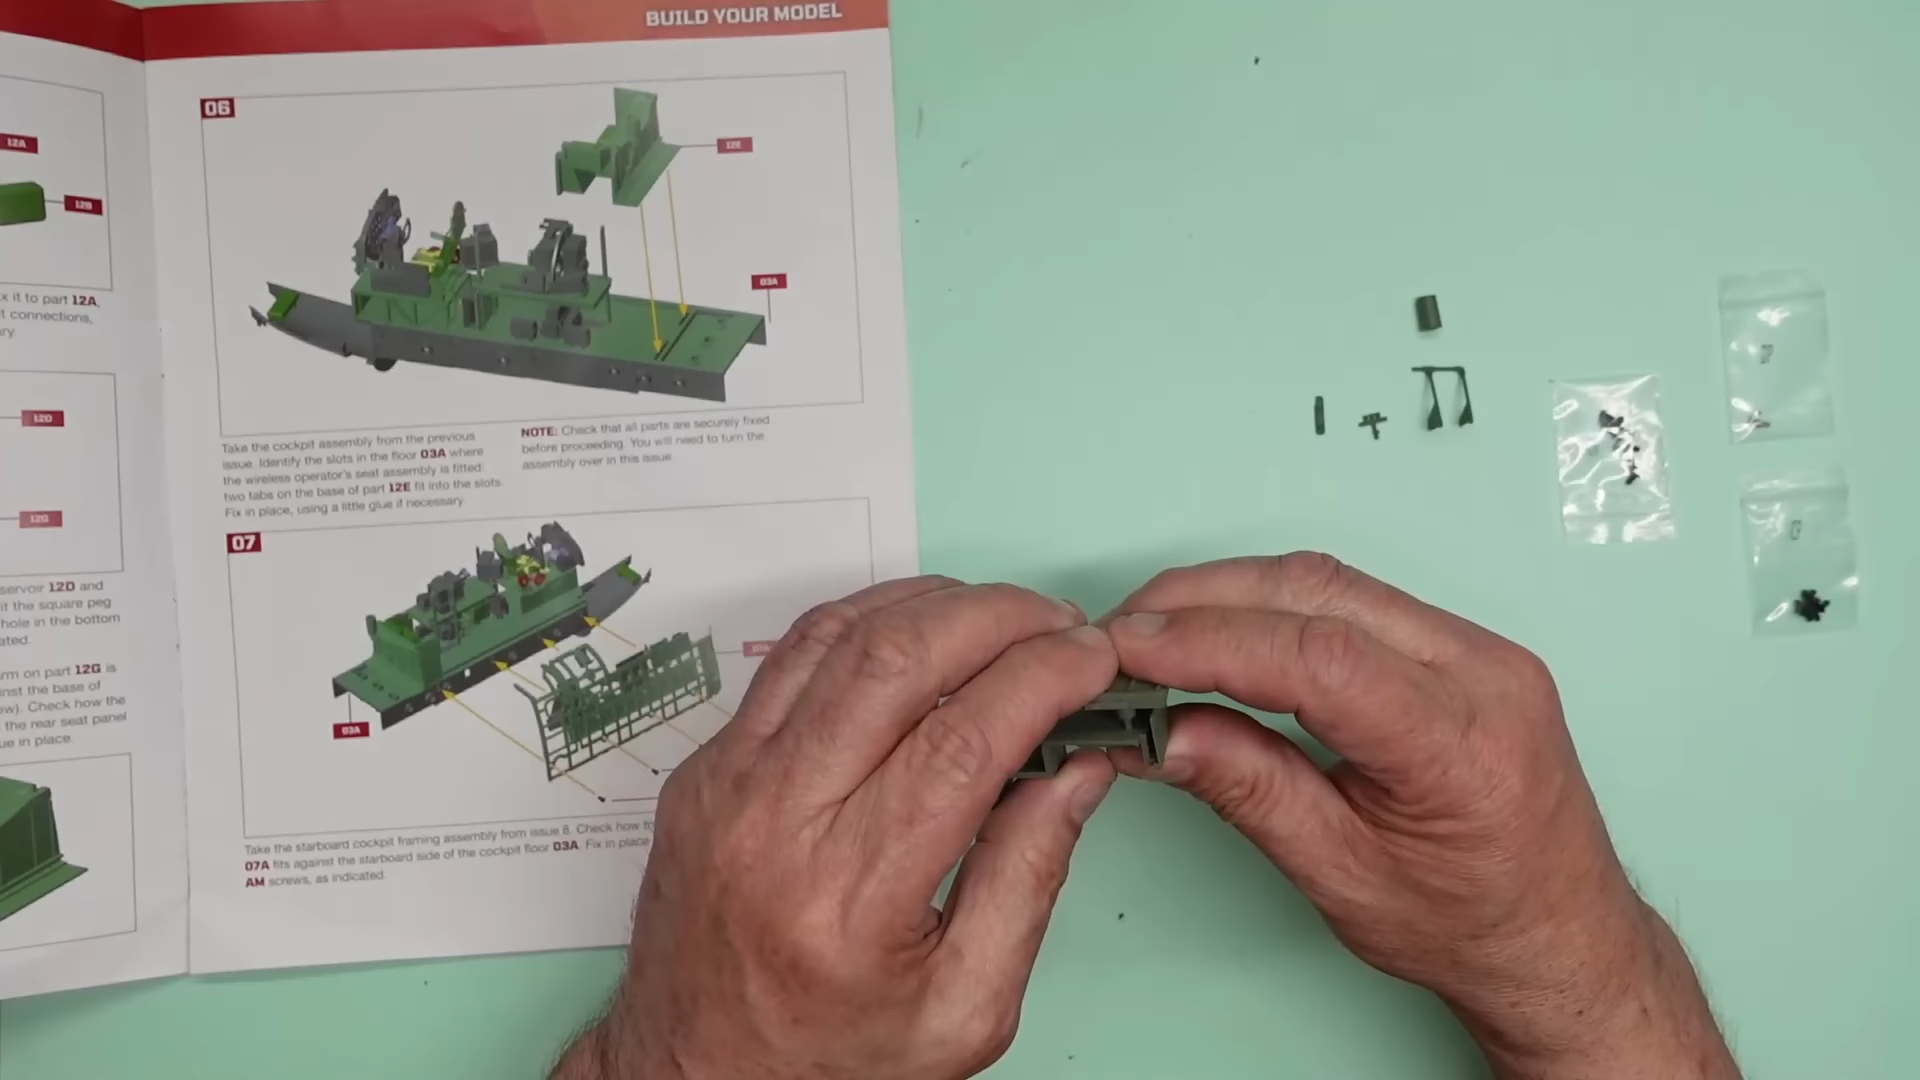 BUILD YOUR MODEL
12A
12B
x it to part 12A,
t connections,
ry.
12D
12G
servoir 12D and
it the square peg
hole in the bottom
ated.
rm on part 12G is
inst the base of
ow). Check how the
the rear seat panel
ue in place.
06
12E
03A
Take the cockpit assembly from the previous
issue. Identify the slots in the floor 03A where
the wireless operator's seat assembly is fitted:
two tabs on the base of part 12E fit into the slots.
Fix in place, using a little glue if necessary.
NOTE: Check that all parts are securely fixed
before proceeding. You will need to turn the
assembly over in this issue.
07
03A
Take the starboard cockpit framing assembly from issue 8. Check how
07A fits against the starboard side of the cockpit floor 03A. Fix in place
AM screws, as indicated.